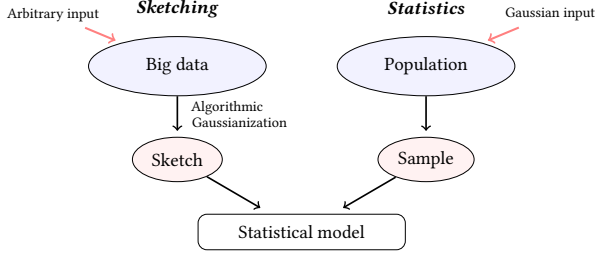 Sketching
Arbitrary input
Big data
Algorithmic
Gaussianization
Sketch
Statistics
Gaussian input
Population
Sample
Statistical model